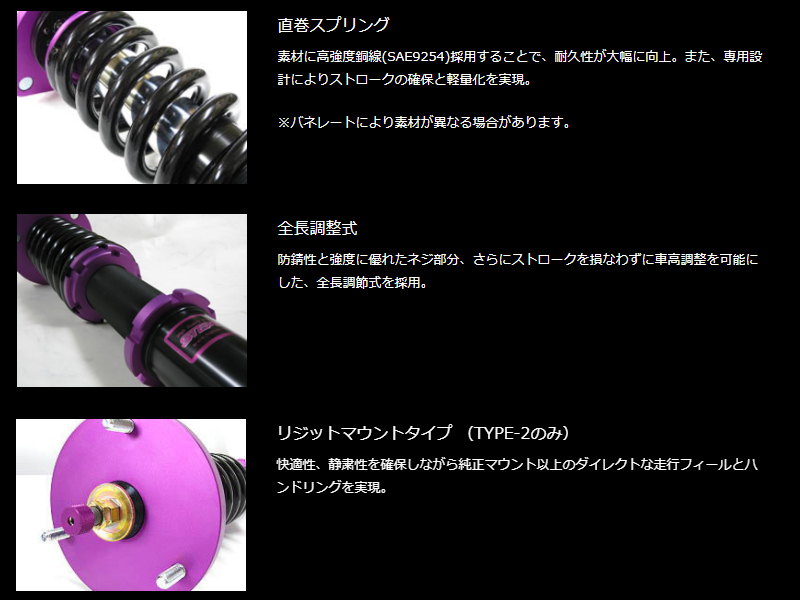 直巻スプリング
素材に高強度鋼線(SAE9254)採用することで、耐久性が大幅に向上。また、専用設
計によりストロークの確保と軽量化を実現。
※バネレートにより素材が異なる場合があります。
全長調整式
防錆性と強度に優れたネジ部分、さらにストロークを損なわずに車高調整を可能に
した、全長調節式を採用。
リジットマウントタイプ （TYPE-2のみ）
快適性、静粛性を確保しながら純正マウント以上のダイレクトな走行フィールとハ
ンドリングを実現。